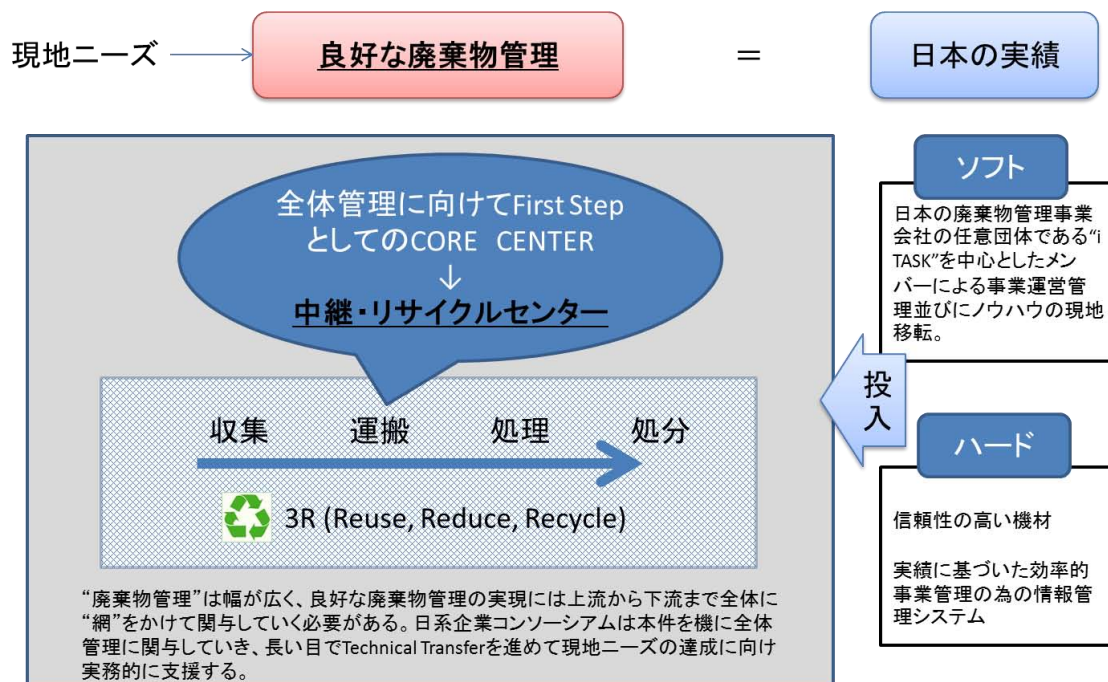 現地ニーズ
良好な廃棄物管理
=
日本の実績
全体管理に向けてFirst Step
としてのCORE CENTER
↓
中継・リサイクルセンター
収集 運搬 処理 処分
3R (Reuse, Reduce, Recycle)
“廃棄物管理”は幅が広く、良好な廃棄物管理の実現には上流から下流まで全体に
“網”をかけて関与していく必要がある。日系企業コンソーシアムは本件を機に全体
管理に関与していき、長い目でTechnical Transferを進めて現地ニーズの達成に向け
実務的に支援する。
投
入
ソフト
日本の廃棄物管理事業
会社の任意団体である“i
TASK”を中心としたメン
バーによる事業運営管
理並びにノウハウの現地
移転。
ハード
信頼性の高い機材
実績に基づいた効率的
事業管理の為の情報管
理システム